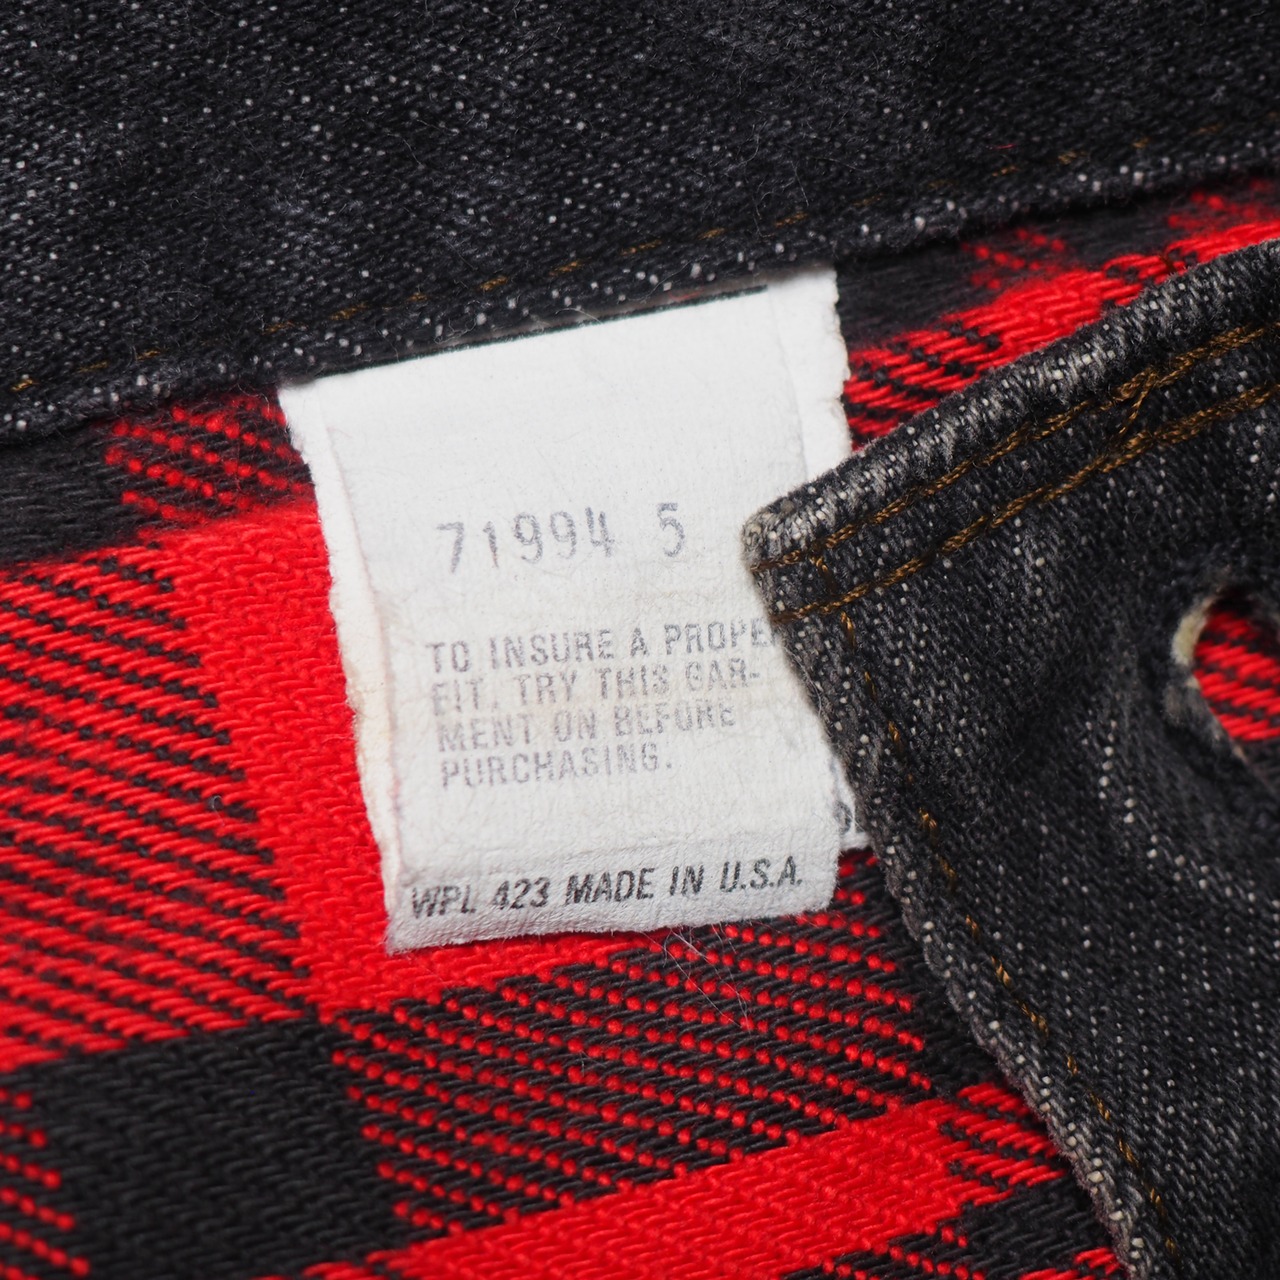 71994 5
TO INSURE A PROPE
FIT. TRY THIS GAR-
MENT ON BEFORE
PURCHASING.
WPL 423 MADE IN U.S.A.